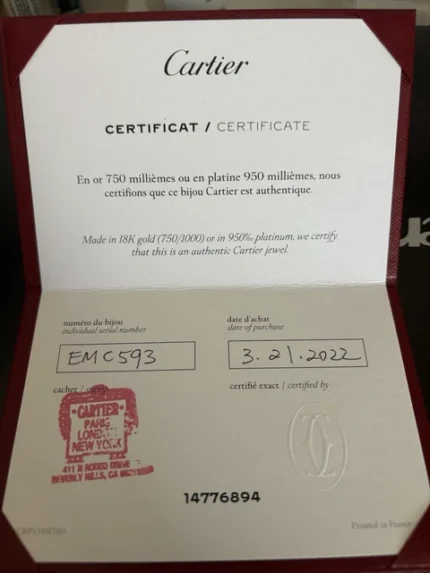 Cartier
CERTIFICAT / CERTIFICATE
En or 750 millièmes ou en platine 950 millièmes, nous
certifions que ce bijou Cartier est authentique.
Made in 18K gold (750/1000) or in 950‰ platinum, we certify
that this is an authentic Cartier jewel.
numéro du bijou
individual serial number
EMC593
date d'achat
date of purchase
3.21.2022
cachet /
certifié exact | certified by
CARTIER
PARIS
NEW YORK
411 N RODEO DRIVE
BEVERLY HILLS, CA
14776894
Printed in France